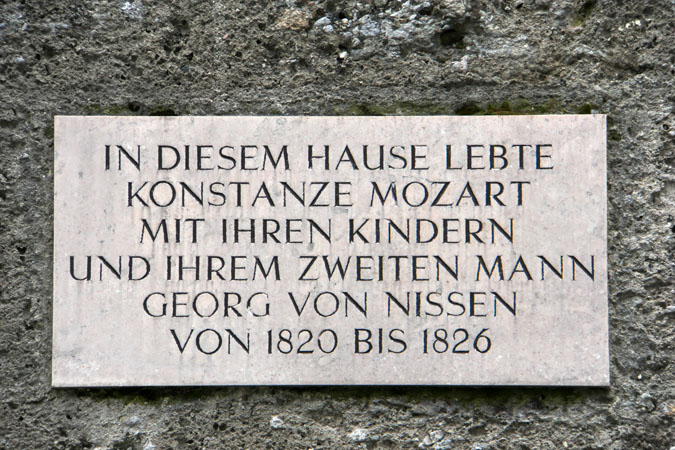 IN DIESEM HAUSE LEBTE
KONSTANZE MOZART
MIT IHREN KINDERN
UND IHREM ZWEITEN MANN
GEORG VON NISSEN
VON 1820 BIS 1826